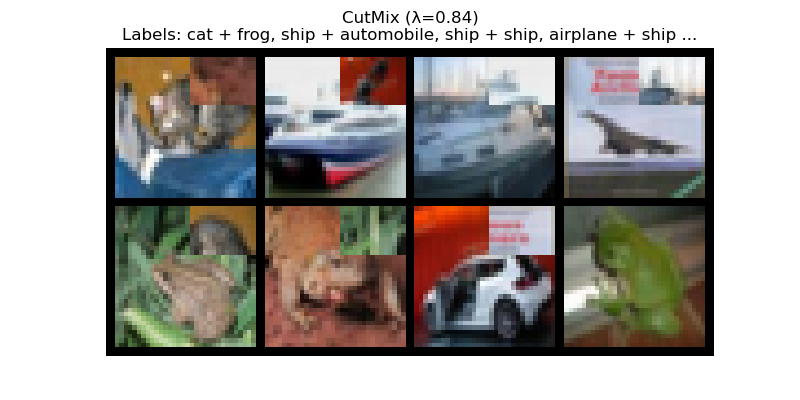 CutMix (λ=0.84)
Labels: cat + frog, ship + automobile, ship + ship, airplane + ship ...